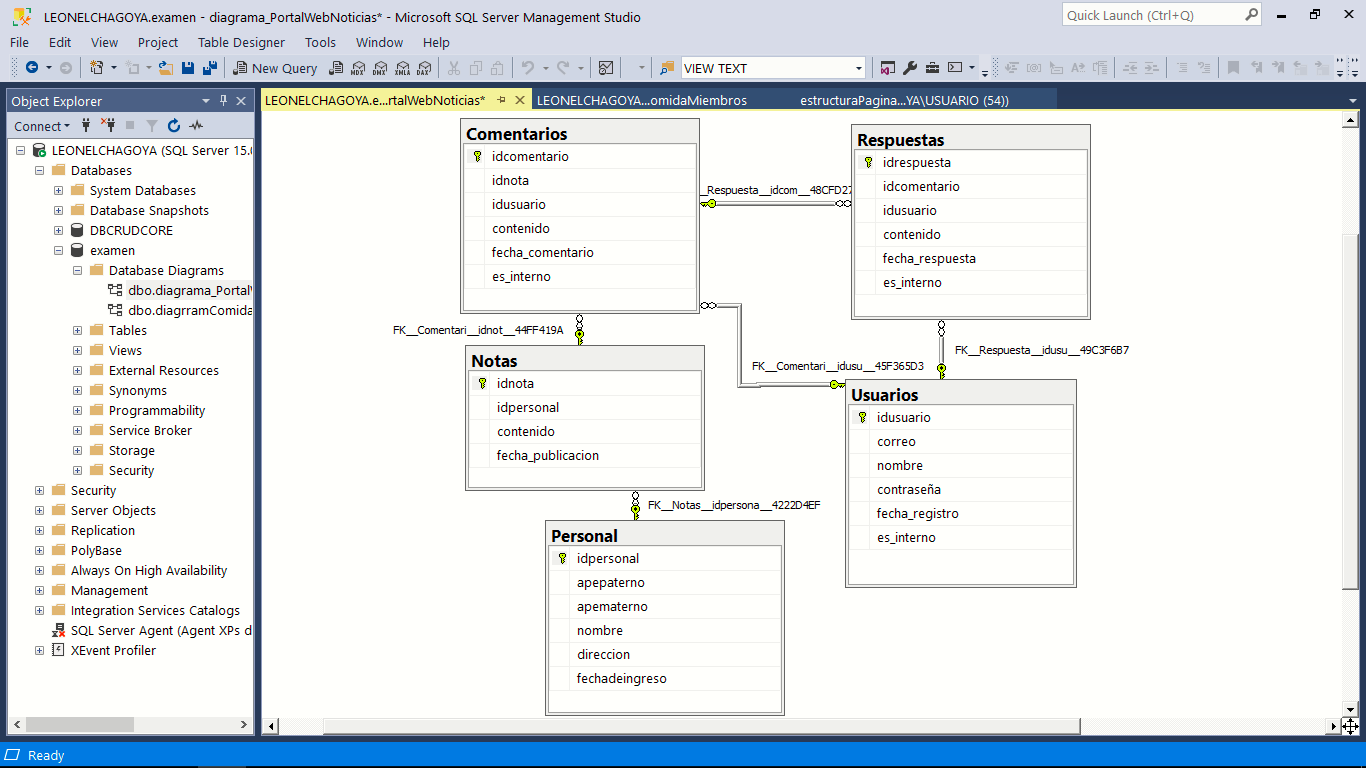 LEONELCHAGOYA.examen - diagrama_PortalWebNoticias* - Microsoft SQL Server Management Studio
Quick Launch (Ctrl+Q)
File Edit View Project Table Designer Tools Window Help
New Query
MDX DMX XMLA DAX
VIEW TEXT
Object Explorer
Connect
LEONELCHAGOYA (SQL Server 15.0
Databases
System Databases
Database Snapshots
DBCRUDCORE
examen
Database Diagrams
dbo.diagrama_PortalW
dbo.diagrramComida
Tables
Views
External Resources
Synonyms
Programmability
Service Broker
Storage
Security
Security
Server Objects
Replication
PolyBase
Always On High Availability
Management
Integration Services Catalogs
SQL Server Agent (Agent XPs d
XEvent Profiler
LEONELCHAGOYA.e...rtalWebNoticias*
LEONELCHAGOYA...omidaMiembros
estructuraPagina...YA\USUARIO (54))
Comentarios
idcomentario
idnota
idusuario
contenido
fecha_comentario
es_interno
_Respuesta__idcom__48CFD27
Respuestas
idrespuesta
idcomentario
idusuario
contenido
fecha_respuesta
es_interno
FK__Comentari__idnot__44FF419A
FK__Respuesta__idusu__49C3F6B7
FK__Comentari__idusu__45F365D3
Notas
idnota
idpersonal
contenido
fecha_publicacion
Usuarios
idusuario
correo
nombre
contraseña
fecha_registro
es_interno
FK__Notas__idpersona__4222D4EF
Personal
idpersonal
apepaterno
apematerno
nombre
direccion
fechadeingreso
Ready